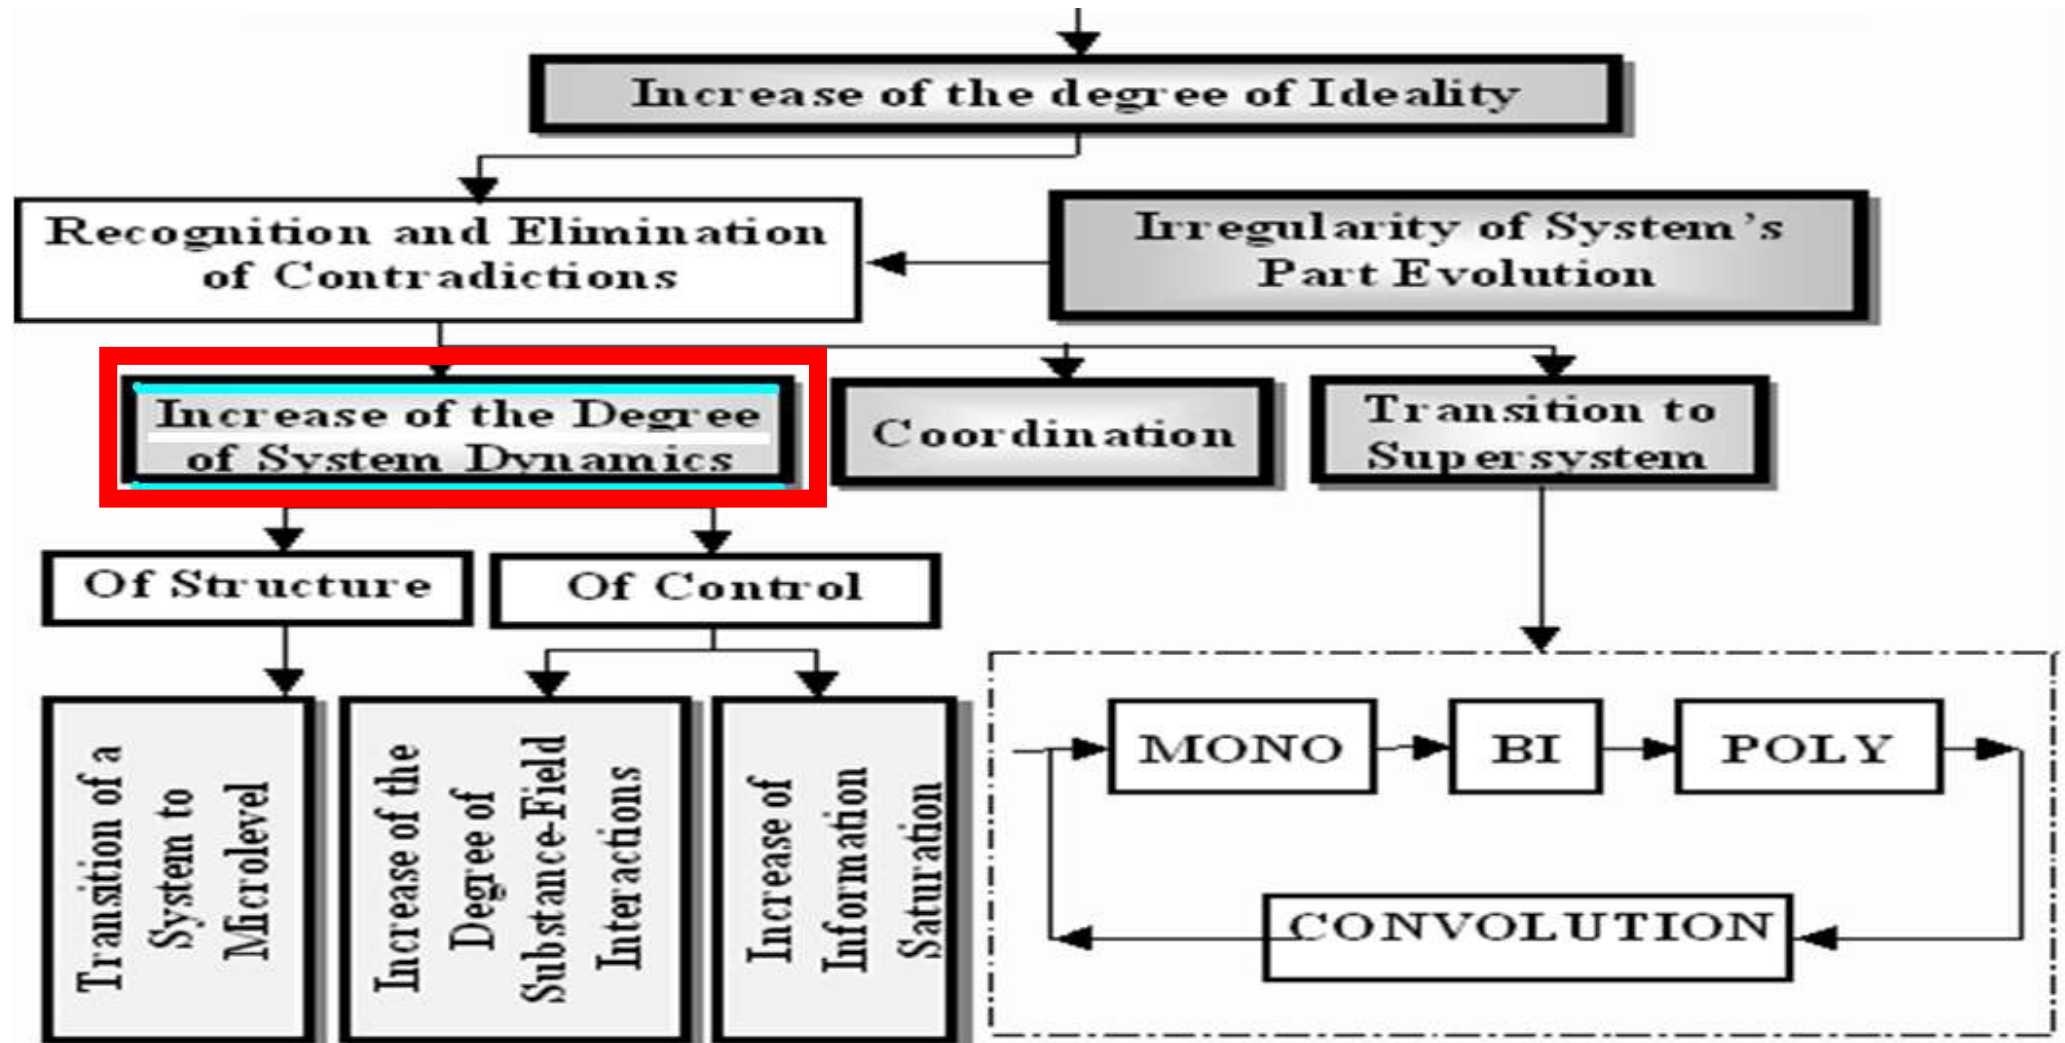 Increase of the degree of Ideality
Recognition and Elimination
of Contradictions
Irregularity of System's
Part Evolution
Increase of the Degree
of System Dynamics
Coordination
Transition to
Supersystem
Of Structure
Of Control
Transition of a
System to
Microlevel
Increase of the
Degree of
Substance-Field
Interactions
Increase of
Information
Saturation
MONO
BI
POLY
CONVOLUTION